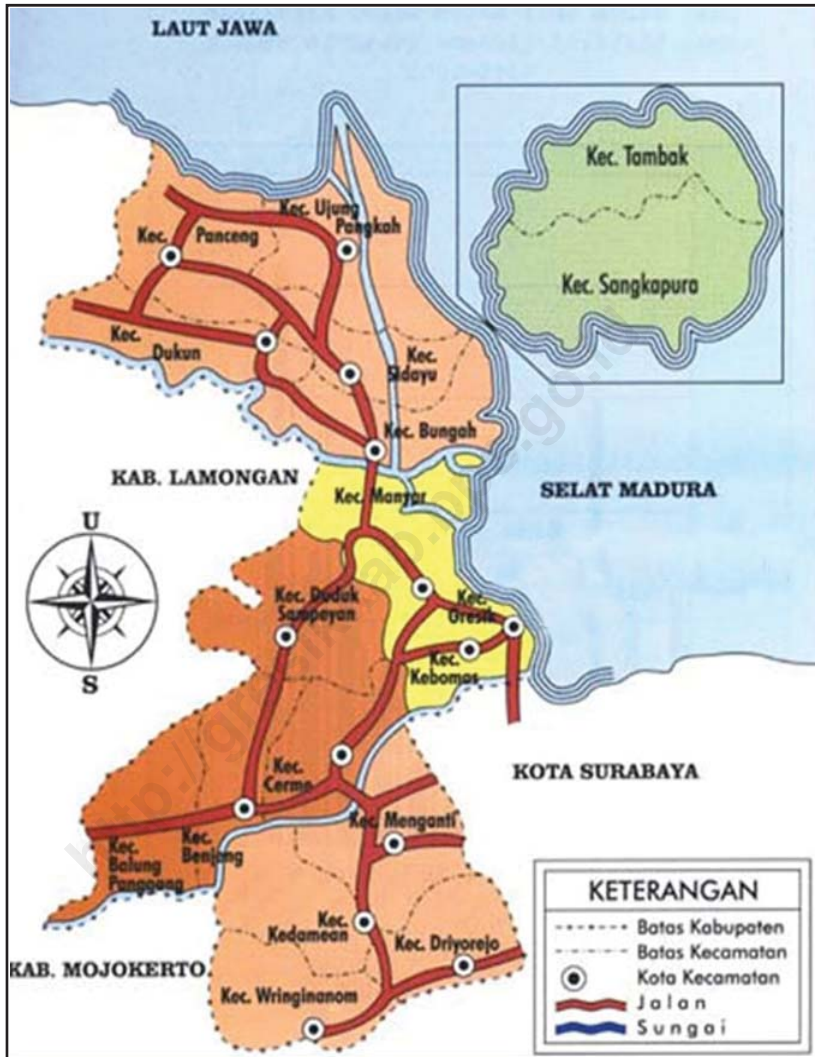 LAUT JAWA
Kec. Tambak
Kec. Sangkapura
Kec. Ujung
Pangkah
Kec. Panceng
Kec.
Dukun
Kec.
Sidayu
Kec. Bungah
KAB. LAMONGAN
Kec. Manyar
SELAT MADURA
U
S
Kec. Duduk
Sampeyan
Kec.
Gresik
Kec.
Kebomas
KOTA SURABAYA
Kec.
Cerme
Kec. Menganti
Kec.
Benjeng
Kec.
Balung
Panggang
Kec.
Kedamean
Kec. Driyorejo
KAB. MOJOKERTO
Kec. Wringinanom
KETERANGAN
Batas Kabupaten
Batas Kecamatan
Kota Kecamatan
Jalan
Sungai